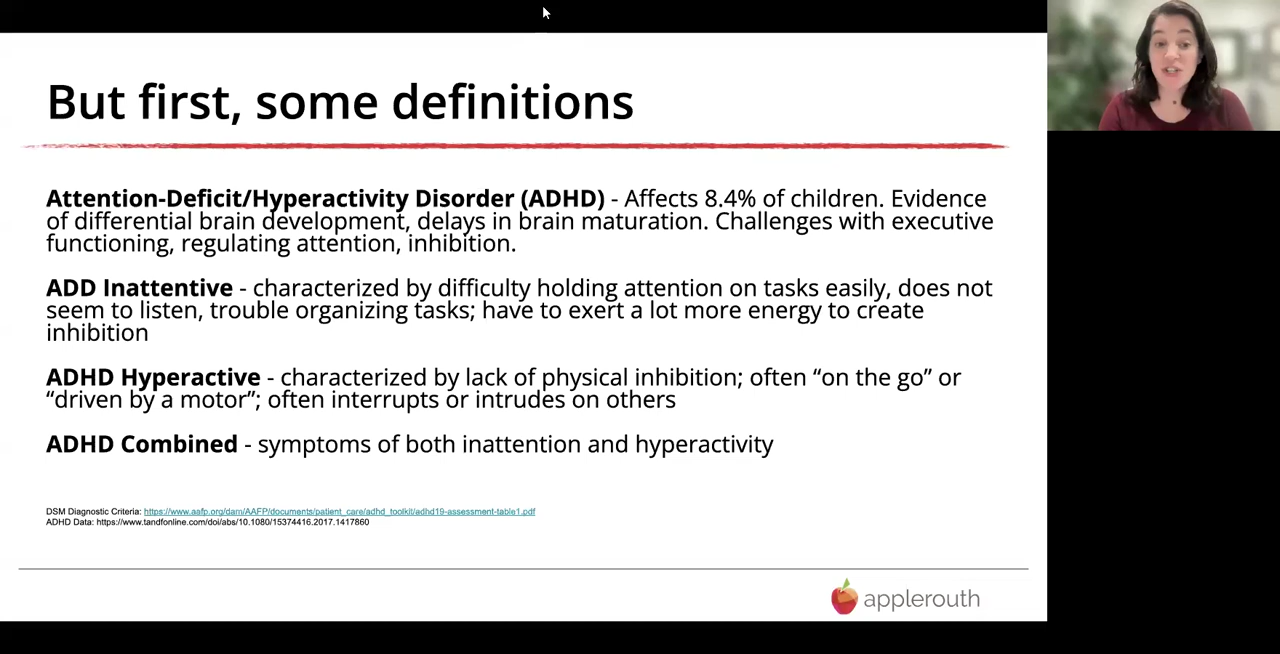 But first, some definitions
Attention-Deficit/Hyperactivity Disorder (ADHD) - Affects 8.4% of children. Evidence
of differential brain development, delays in brain maturation. Challenges with executive
functioning, regulating attention, inhibition.
ADD Inattentive - characterized by difficulty holding attention on tasks easily, does not
seem to listen, trouble organizing tasks; have to exert a lot more energy to create
inhibition
ADHD Hyperactive - characterized by lack of physical inhibition; often “on the go” or
“driven by a motor”; often interrupts or intrudes on others
ADHD Combined - symptoms of both inattention and hyperactivity
DSM Diagnostic Criteria: https://www.aafp.org/dam/AAFP/documents/patient_care/adhd_toolkit/adhd19-assessment-table1.pdf
ADHD Data: https://www.tandfonline.com/doi/abs/10.1080/15374416.2017.1417860
applerouth